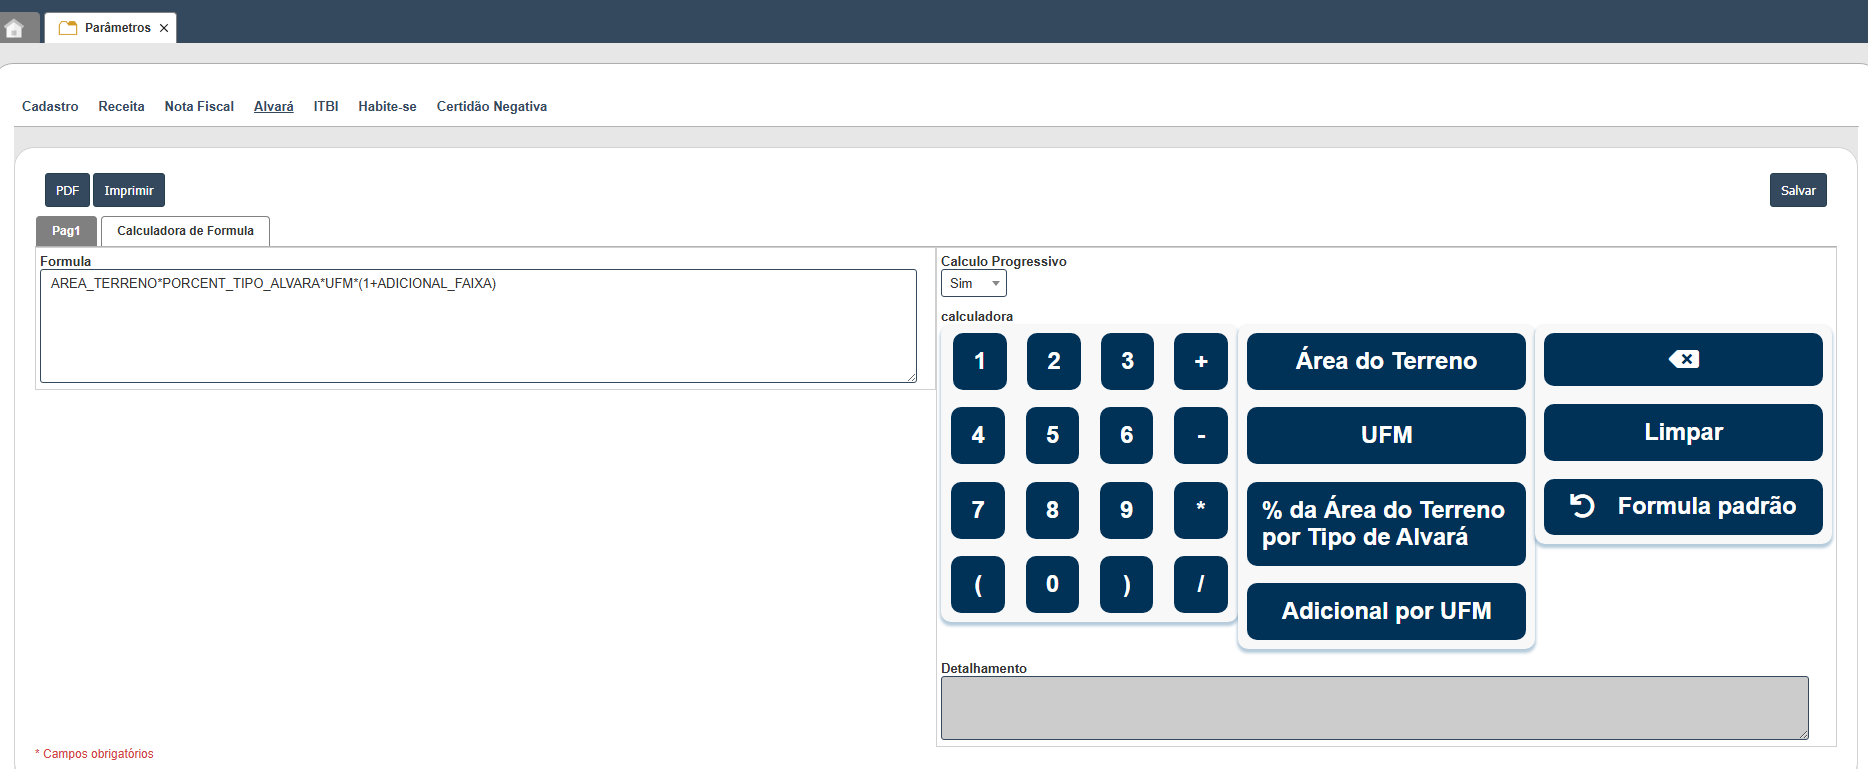 Parâmetros
Cadastro Receita Nota Fiscal Alvará ITBI Habite-se Certidão Negativa
PDF Imprimir Salvar
Pag1 Calculadora de Formula
Formula
AREA_TERRENO*PORCENT_TIPO_ALVARA*UFM*(1+ADICIONAL_FAIXA)
Calculo Progressivo
Sim
calculadora
1 2 3 +
4 5 6 -
7 8 9 *
( 0 ) /
Área do Terreno
UFM
% da Área do Terreno
por Tipo de Alvará
Adicional por UFM
Limpar
Formula padrão
Detalhamento
* Campos obrigatórios